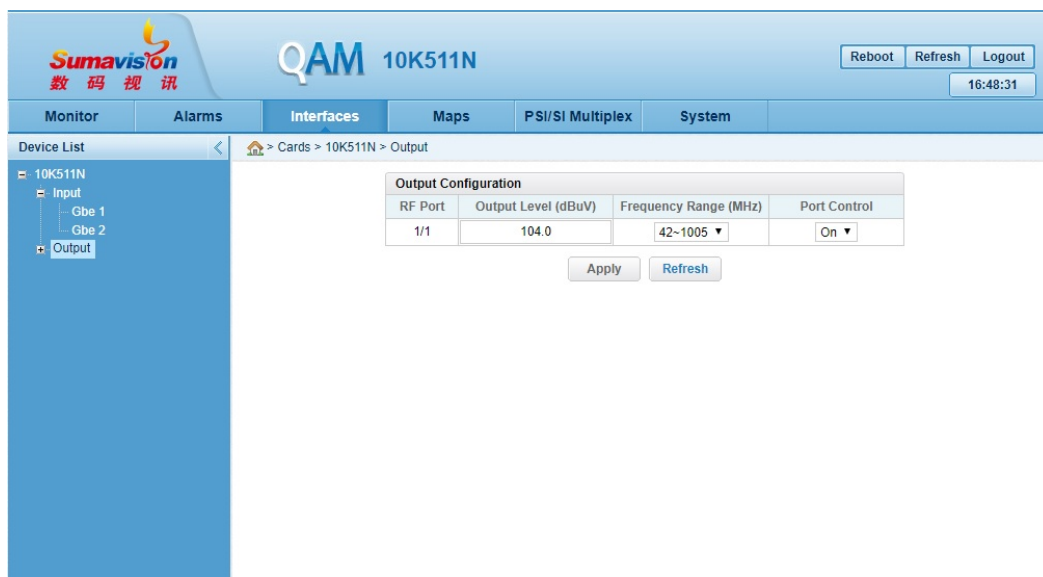 Sumavision
数码视讯
QAM 10K511N
Reboot Refresh Logout
16:48:31
Monitor Alarms Interfaces Maps PSI/SI Multiplex System
Device List
> Cards > 10K511N > Output
10K511N
Input
Gbe 1
Gbe 2
Output
Output Configuration
RF Port Output Level (dBuV) Frequency Range (MHz) Port Control
1/1 104.0 42~1005 On
Apply Refresh